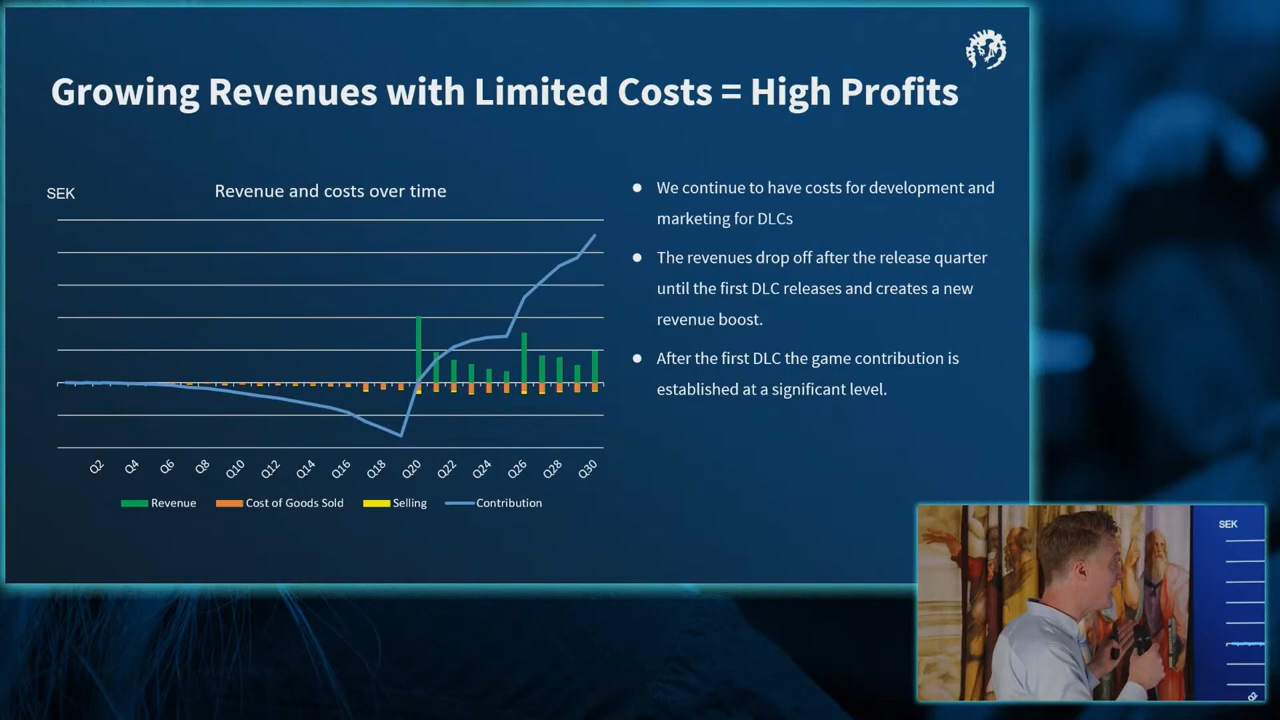 Growing Revenues with Limited Costs = High Profits
SEK
Revenue and costs over time
Q2 Q4 Q6 Q8 Q10 Q12 Q14 Q16 Q18 Q20 Q22 Q24 Q26 Q28 Q30
Revenue Cost of Goods Sold Selling Contribution
We continue to have costs for development and
marketing for DLCs
The revenues drop off after the release quarter
until the first DLC releases and creates a new
revenue boost.
After the first DLC the game contribution is
established at a significant level.
SEK